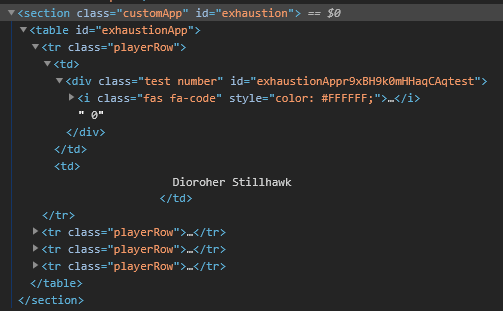 ▼<section class="customApp" id="exhaustion"> == $0
▼<table id="exhaustionApp">
▼<tr class="playerRow">
▼<td>
▼<div class="test number" id="exhaustionAppr9xBH9k0mHHaqCAqtest">
▶<i class="fas fa-code" style="color: #FFFFFF;">…</i>
" 0"
</div>
</td>
<td>
Dioroher Stillhawk
</td>
</tr>
▶<tr class="playerRow">…</tr>
▶<tr class="playerRow">…</tr>
▶<tr class="playerRow">…</tr>
</table>
</section>